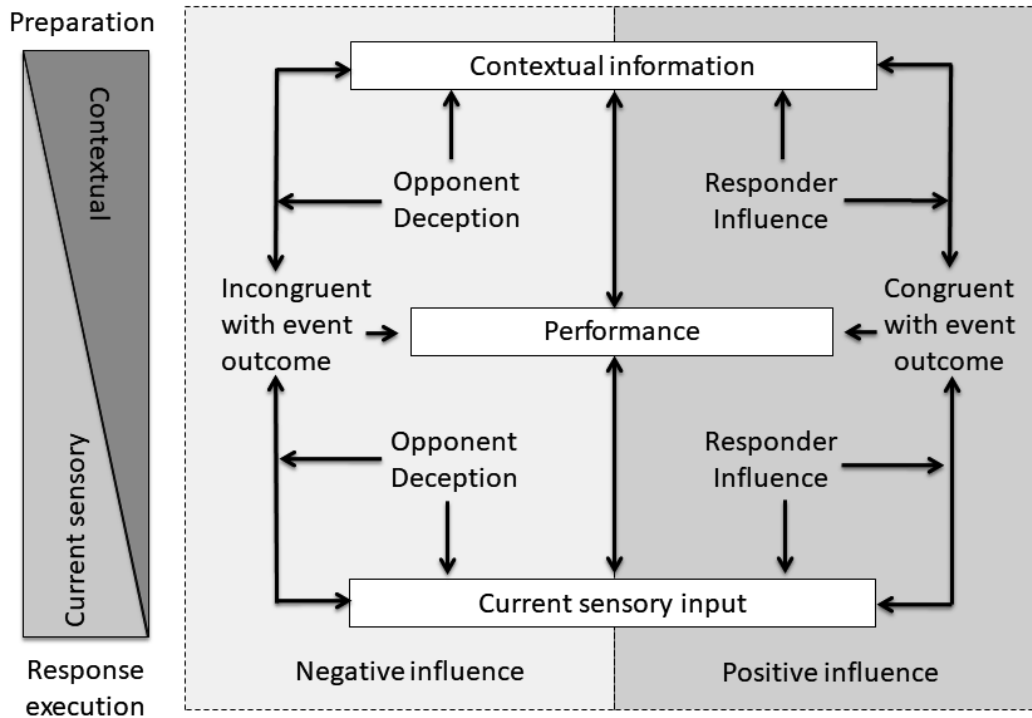 Preparation
Contextual
Current sensory
Response
execution
Contextual information
Opponent
Deception
Responder
Influence
Incongruent
with event
outcome
Performance
Congruent
with event
outcome
Opponent
Deception
Responder
Influence
Current sensory input
Negative influence
Positive influence